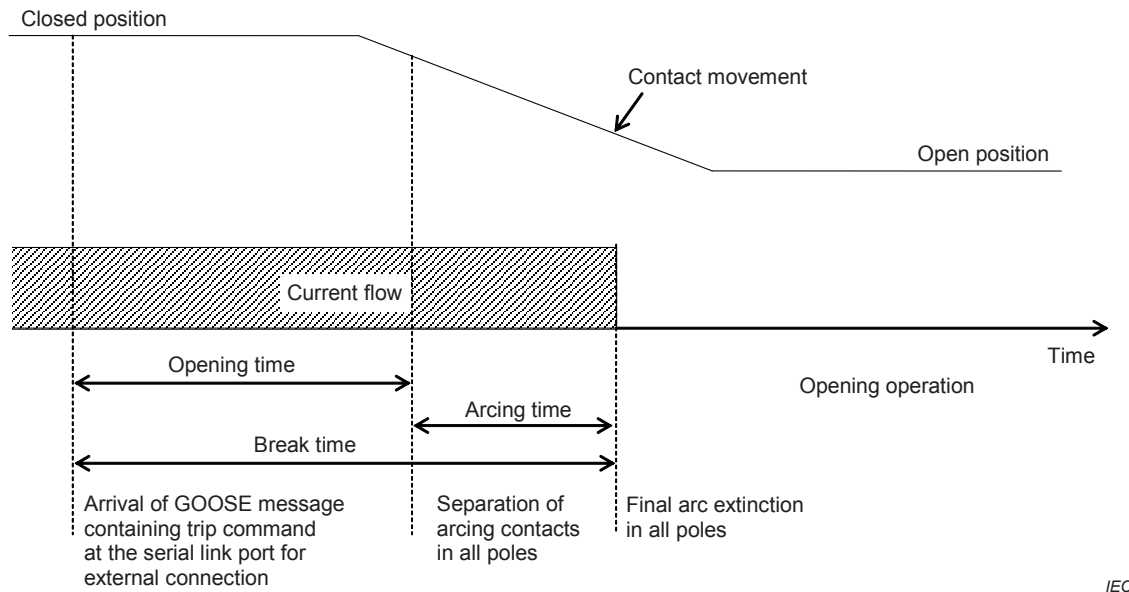 Closed position
Contact movement
Open position
Current flow
Time
Opening time
Opening operation
Arcing time
Break time
Arrival of GOOSE message
containing trip command
at the serial link port for
external connection
Separation of
arcing contacts
in all poles
Final arc extinction
in all poles
IEC